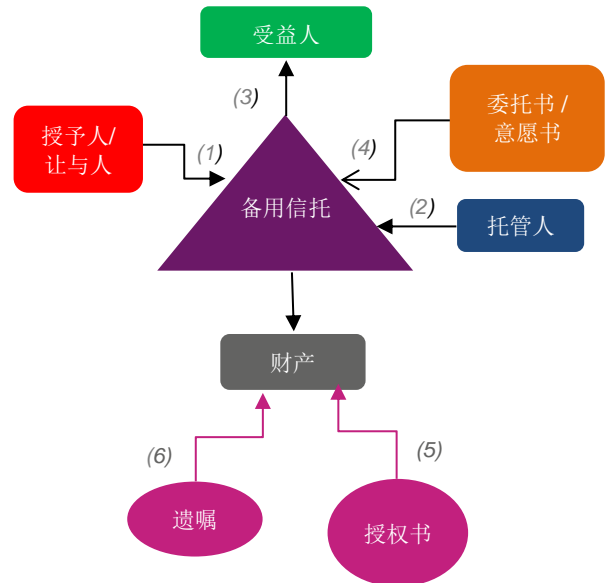 受益人
(3)
授予人/
让与人
(1)
(4)
委托书 /
意愿书
备用信托
(2)
托管人
财产
(6)
(5)
遗嘱
授权书